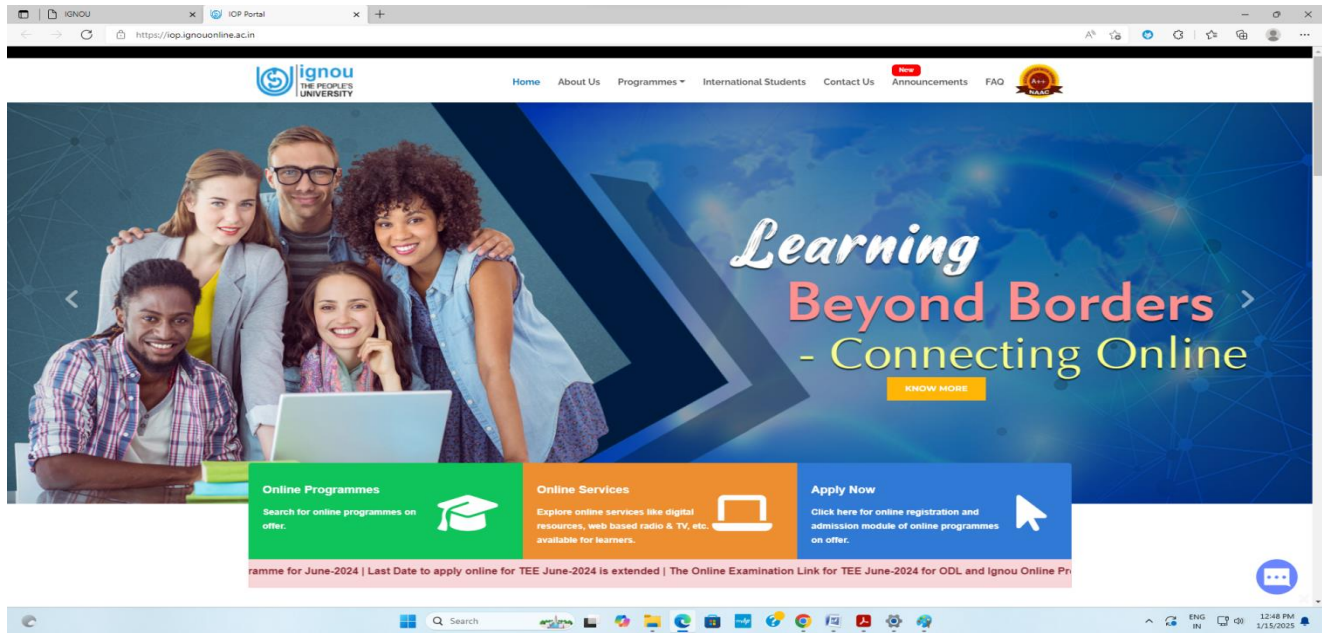 IGNOU
IOP Portal
https://iop.ignouonline.ac.in
ignou
THE PEOPLE'S
UNIVERSITY
Home About Us Programmes International Students Contact Us New Announcements FAQ A++ NAAC
Learning
Beyond Borders
- Connecting Online
KNOW MORE
Online Programmes
Search for online programmes on
offer.
Online Services
Explore online services like digital
resources, web based radio & TV, etc.
available for learners.
Apply Now
Click here for online registration and
admission module of online programmes
on offer.
ramme for June-2024 | Last Date to apply online for TEE June-2024 is extended | The Online Examination Link for TEE June-2024 for ODL and Ignou Online Pr
Search
ENG
IN
12:48 PM
1/15/2025